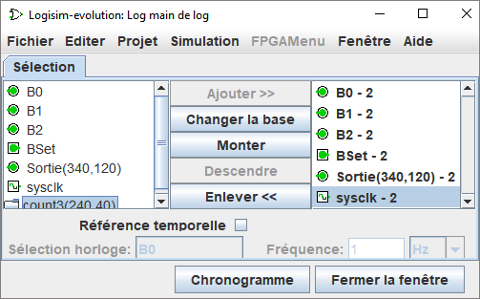 Logisim-evolution: Log main de log
Fichier Editer Projet Simulation FPGAMenu Fenêtre Aide
Sélection
B0
B1
B2
BSet
Sortie(340,120)
sysclk
count3(240,40)
Ajouter >>
Changer la base
Monter
Descendre
Enlever <<
B0 - 2
B1 - 2
B2 - 2
BSet - 2
Sortie(340,120) - 2
sysclk - 2
Référence temporelle
Sélection horloge: B0 Fréquence: 1 Hz
Chronogramme Fermer la fenêtre